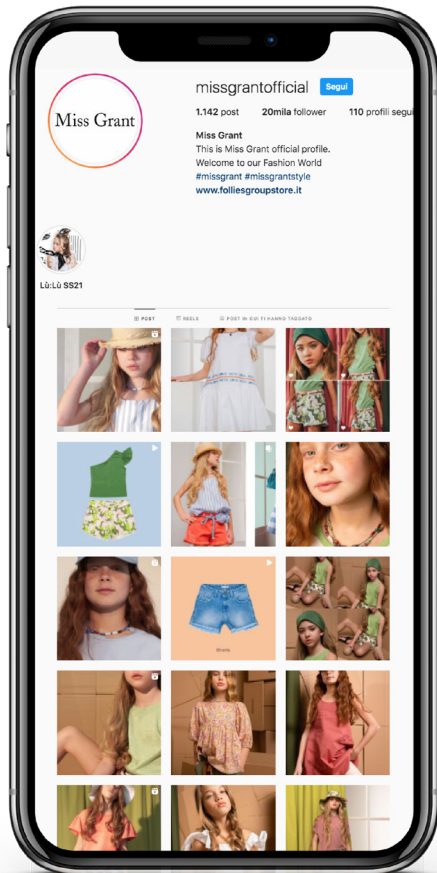 Miss Grant
missgrantofficial
Segui
1.142 post 20mila follower 110 profili segui
Miss Grant
This is Miss Grant official profile.
Welcome to our Fashion World
#missgrant #missgrantstyle
www.folliesgroupstore.it
Lù:Lù SS21
POST REELS POST IN CUI TI HANNO TAGGATO